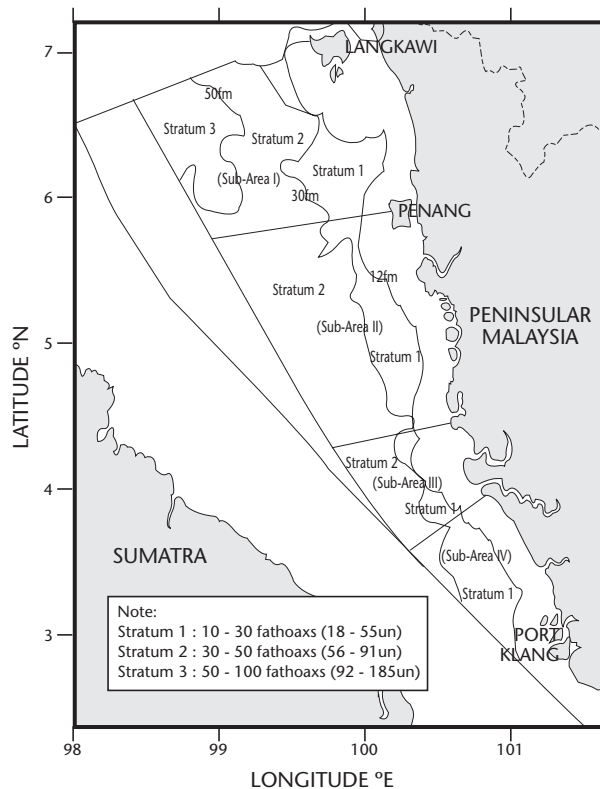 7
LANGKAWI
50fm
Stratum 3
Stratum 2
(Sub-Area I)
Stratum 1
30fm
6
PENANG
12fm
Stratum 2
(Sub-Area II)
PENINSULAR
MALAYSIA
5
Stratum 1
LATITUDE ºN
Stratum 2
(Sub-Area III)
4
Stratum 1
SUMATRA
(Sub-Area IV)
Stratum 1
Note:
Stratum 1 : 10 - 30 fathoaxs (18 - 55un)
Stratum 2 : 30 - 50 fathoaxs (56 - 91un)
Stratum 3 : 50 - 100 fathoaxs (92 - 185un)
3
PORT
KLANG
98
99
100
101
LONGITUDE ºE